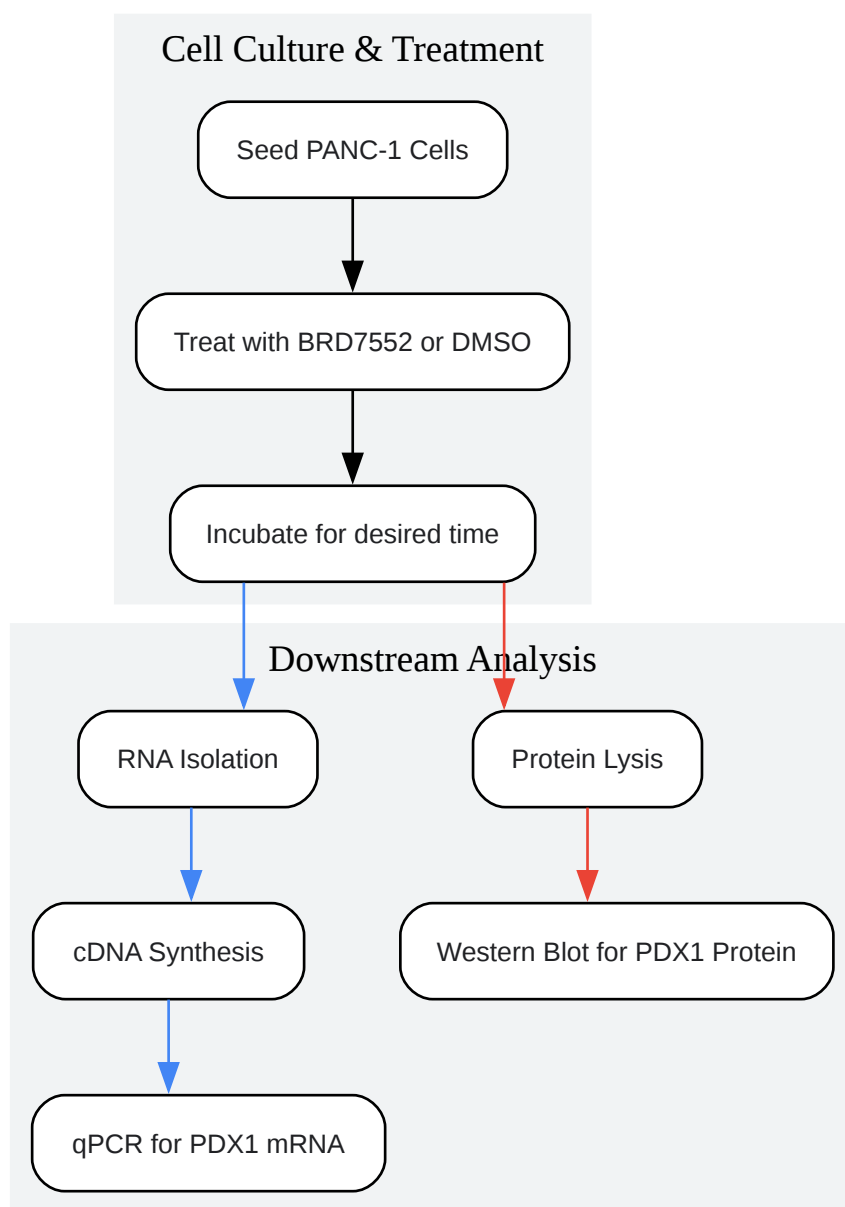 Cell Culture & Treatment
Seed PANC-1 Cells
Treat with BRD7552 or DMSO
Incubate for desired time
Downstream Analysis
RNA Isolation
Protein Lysis
cDNA Synthesis
Western Blot for PDX1 Protein
qPCR for PDX1 mRNA